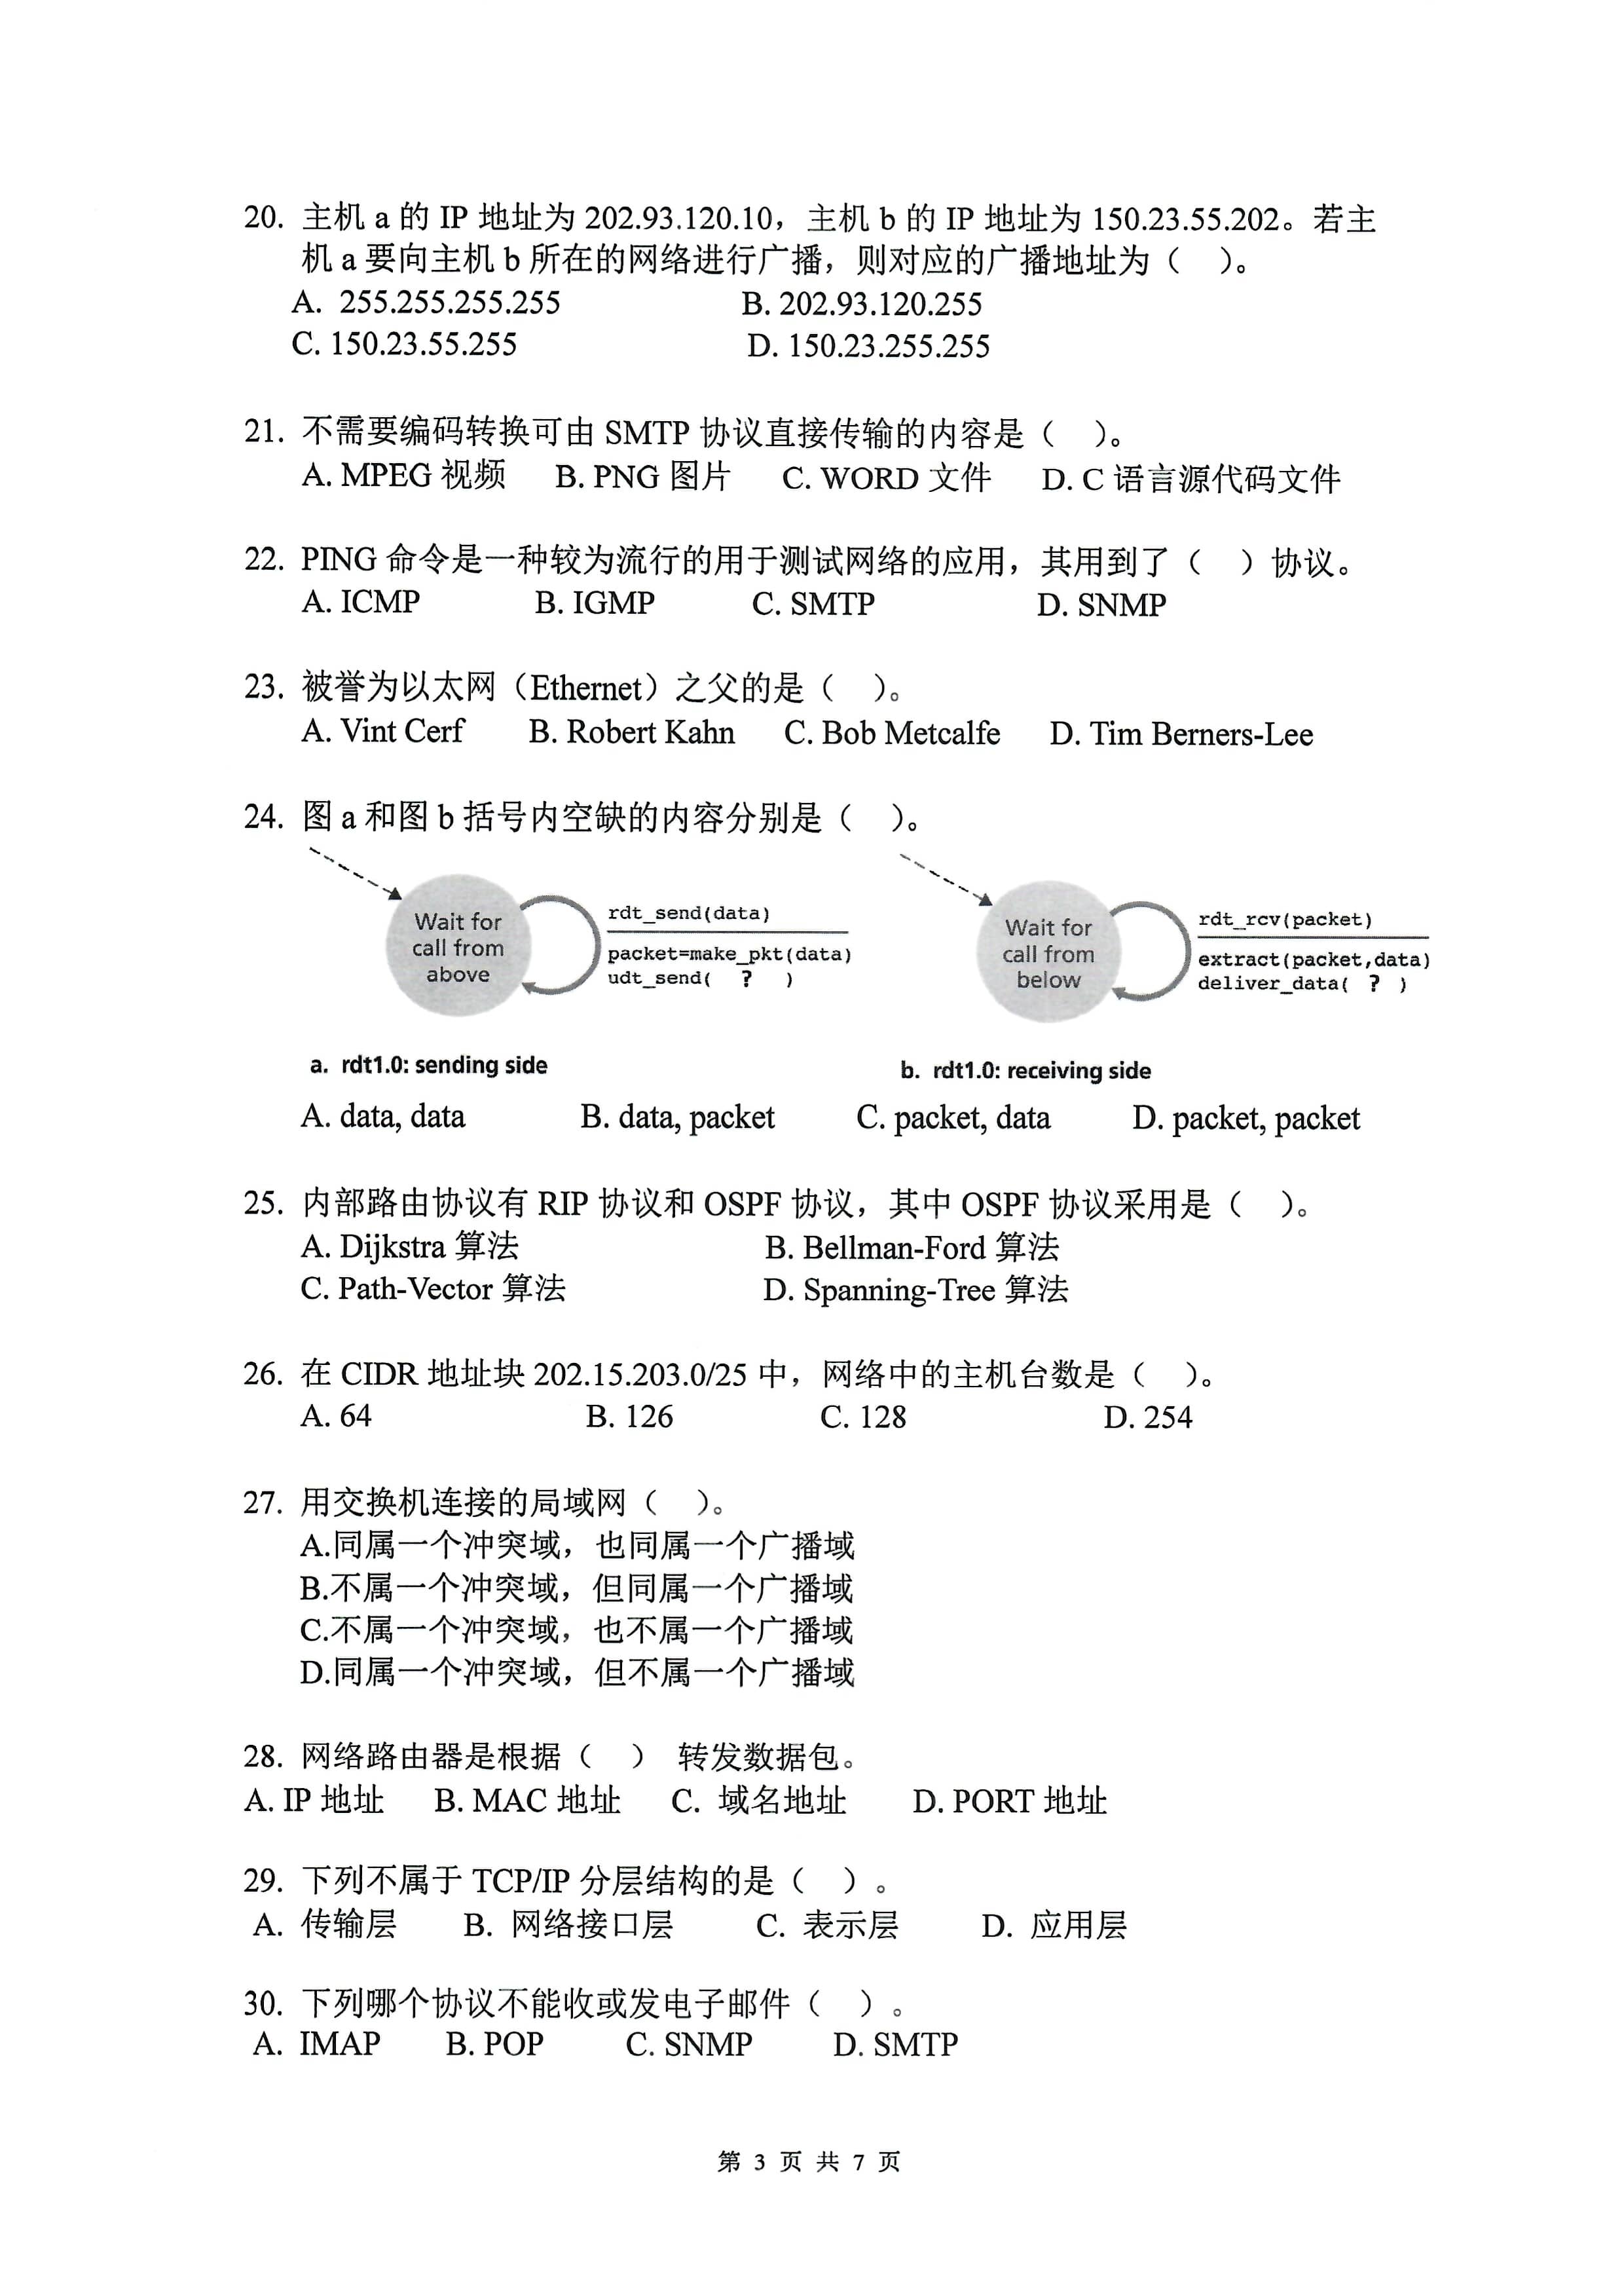 20. 主机 a 的 IP 地址为 202.93.120.10，主机 b 的 IP 地址为 150.23.55.202。若主
机 a 要向主机 b 所在的网络进行广播，则对应的广播地址为（ ）。
A. 255.255.255.255 B. 202.93.120.255
C. 150.23.55.255 D. 150.23.255.255
21. 不需要编码转换可由 SMTP 协议直接传输的内容是（ ）。
A. MPEG 视频 B. PNG 图片 C. WORD 文件 D. C 语言源代码文件
22. PING 命令是一种较为流行的用于测试网络的应用，其用到了（ ）协议。
A. ICMP B. IGMP C. SMTP D. SNMP
23. 被誉为以太网（Ethernet）之父的是（ ）。
A. Vint Cerf B. Robert Kahn C. Bob Metcalfe D. Tim Berners-Lee
24. 图 a 和图 b 括号内空缺的内容分别是（ ）。
Wait for
call from
above
rdt_send(data)
packet=make_pkt(data)
udt_send( ? )
Wait for
call from
below
rdt_rcv(packet)
extract(packet,data)
deliver_data( ? )
a. rdt1.0: sending side
b. rdt1.0: receiving side
A. data, data B. data, packet C. packet, data D. packet, packet
25. 内部路由协议有 RIP 协议和 OSPF 协议，其中 OSPF 协议采用是（ ）。
A. Dijkstra 算法 B. Bellman-Ford 算法
C. Path-Vector 算法 D. Spanning-Tree 算法
26. 在 CIDR 地址块 202.15.203.0/25 中，网络中的主机台数是（ ）。
A. 64 B. 126 C. 128 D. 254
27. 用交换机连接的局域网（ ）。
A.同属一个冲突域，也同属一个广播域
B.不属一个冲突域，但同属一个广播域
C.不属一个冲突域，也不属一个广播域
D.同属一个冲突域，但不属一个广播域
28. 网络路由器是根据（ ） 转发数据包。
A. IP 地址 B. MAC 地址 C. 域名地址 D. PORT 地址
29. 下列不属于 TCP/IP 分层结构的是（ ）。
A. 传输层 B. 网络接口层 C. 表示层 D. 应用层
30. 下列哪个协议不能收或发电子邮件（ ）。
A. IMAP B. POP C. SNMP D. SMTP
第 3 页 共 7 页